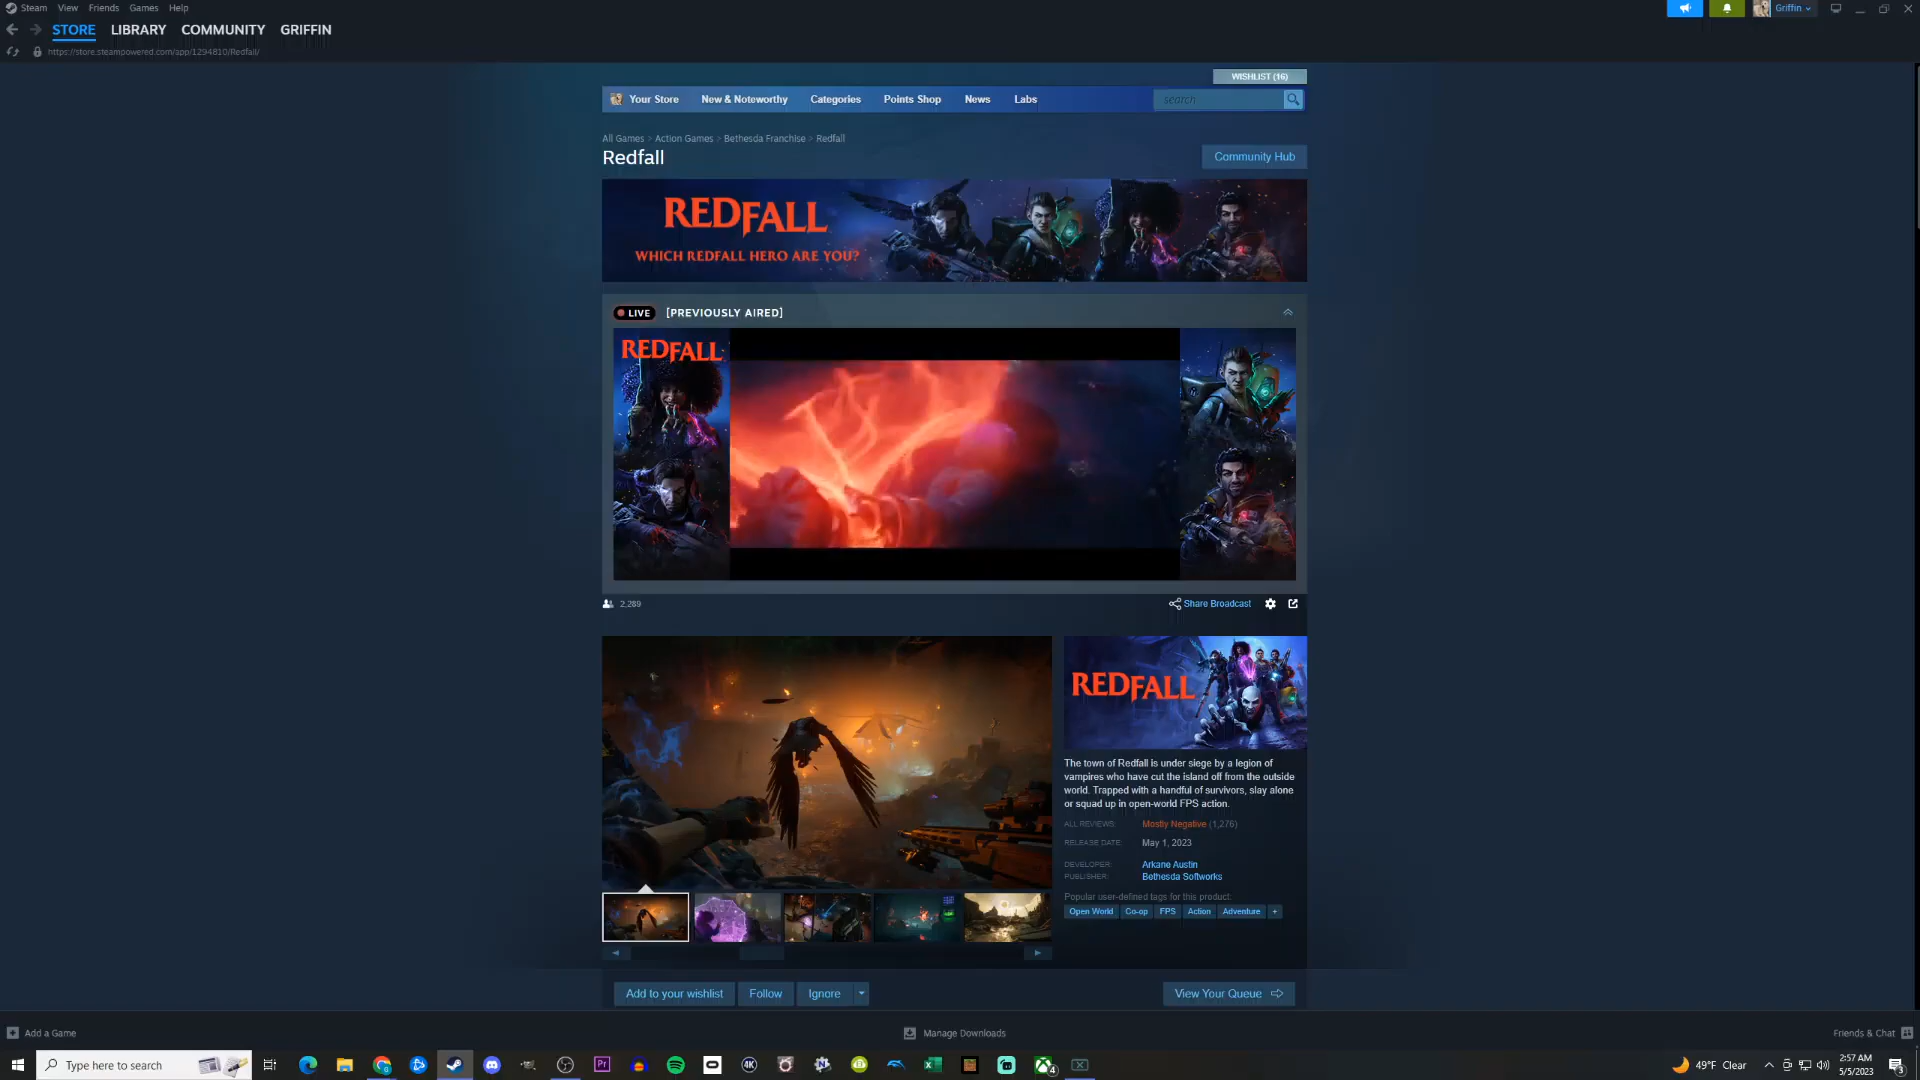 Steam View Friends Games Help
Griffin
STORE LIBRARY COMMUNITY GRIFFIN
https://store.steampowered.com/app/1294810/Redfall/
WISHLIST (16)
Your Store New & Noteworthy Categories Points Shop News Labs search
All Games > Action Games > Bethesda Franchise > Redfall
Redfall
Community Hub
REDFALL
WHICH REDFALL HERO ARE YOU?
LIVE [PREVIOUSLY AIRED]
REDFALL
2,289
Share Broadcast
REDFALL
The town of Redfall is under siege by a legion of
vampires who have cut the island off from the outside
world. Trapped with a handful of survivors, slay alone
or squad up in open-world FPS action.
ALL REVIEWS: Mostly Negative (1,276)
RELEASE DATE: May 1, 2023
DEVELOPER: Arkane Austin
PUBLISHER: Bethesda Softworks
Popular user-defined tags for this product:
Open World Co-op FPS Action Adventure +
Add to your wishlist Follow Ignore View Your Queue
Add a Game Manage Downloads Friends & Chat
Type here to search
Pr
4K
4
49°F Clear
2:57 AM
5/5/2023
3